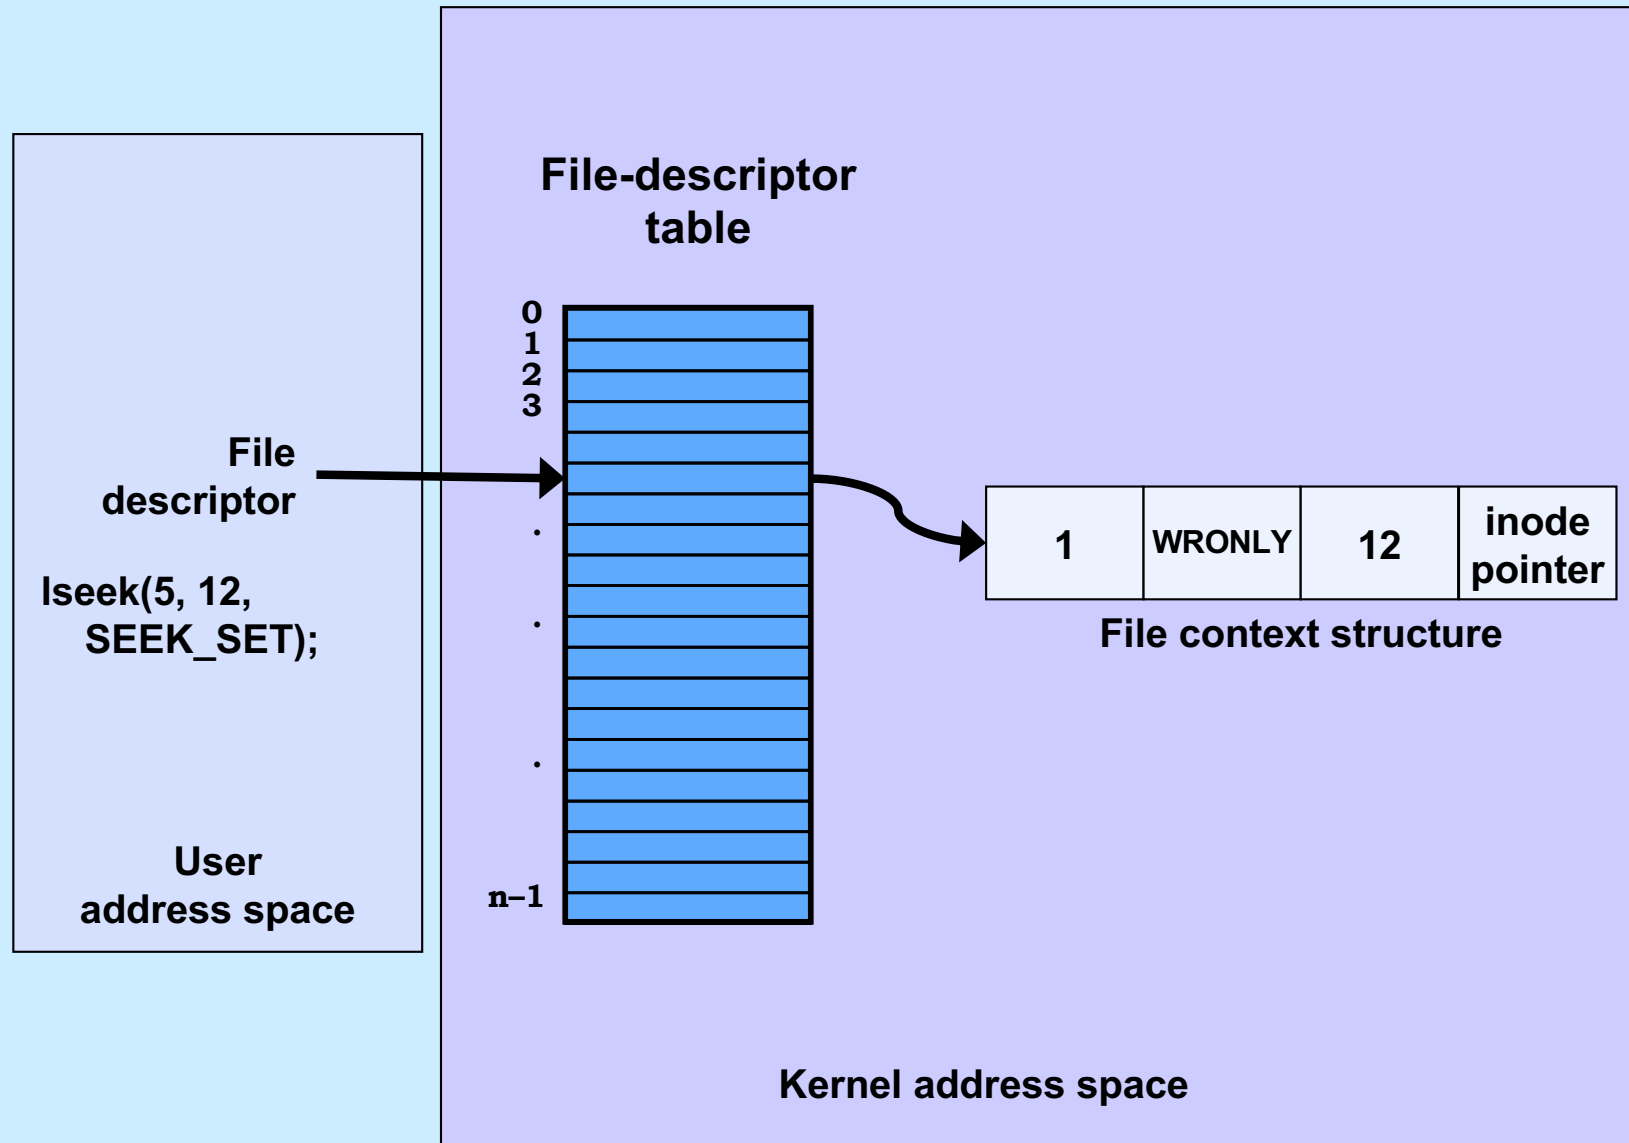 File-descriptor
table
0
1
2
3
.
.
.
n–1
File
descriptor
lseek(5, 12,
SEEK_SET);
User
address space
1
WRONLY
12
inode
pointer
File context structure
Kernel address space